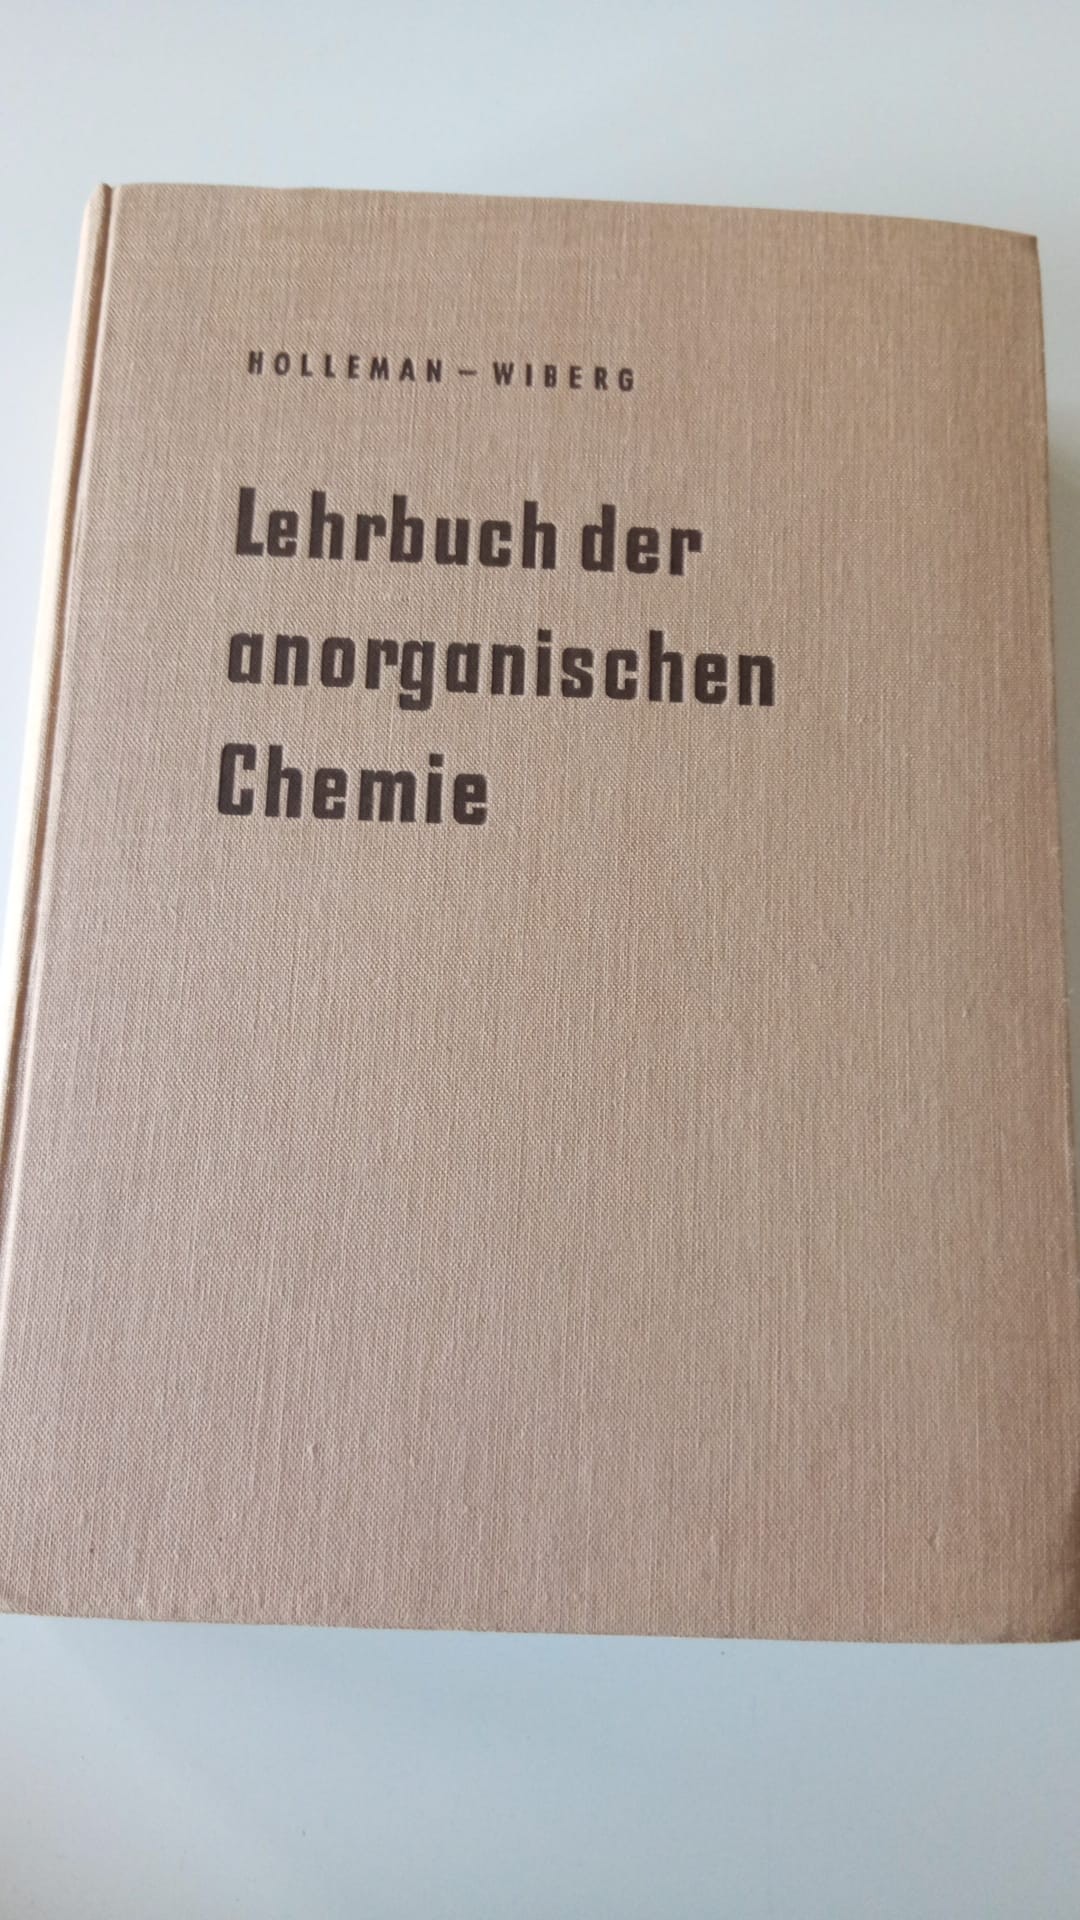 HOLLEMAN – WIBERG
Lehrbuch der
anorganischen
Chemie